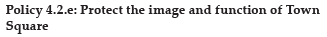 Policy 4.2.e: Protect the image and function of Town
Square